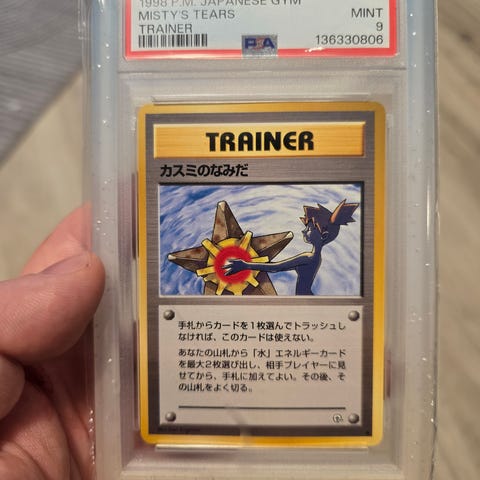 1998 P.M. JAPANESE GYM
MISTY'S TEARS
MINT
9
TRAINER
PSA
136330806
TRAINER
カスミのなみだ
手札からカードを1枚選んでトラッシュし
なければ、このカードは使えない。
あなたの山札から「水」エネルギーカード
を最大2枚選び出し、相手プレイヤーに見
せてから、手札に加えてよい。その後、そ
の山札をよく切る。